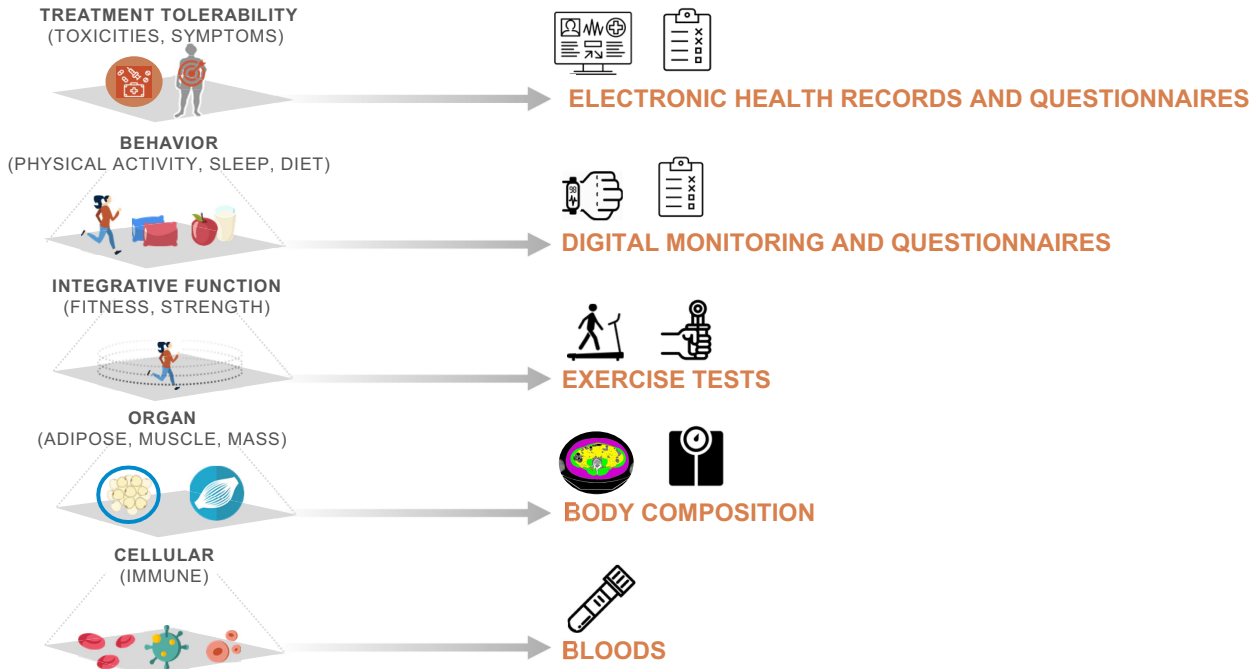 TREATMENT TOLERABILITY
(TOXICITIES, SYMPTOMS)
ELECTRONIC HEALTH RECORDS AND QUESTIONNAIRES
BEHAVIOR
(PHYSICAL ACTIVITY, SLEEP, DIET)
98
DIGITAL MONITORING AND QUESTIONNAIRES
INTEGRATIVE FUNCTION
(FITNESS, STRENGTH)
EXERCISE TESTS
ORGAN
(ADIPOSE, MUSCLE, MASS)
BODY COMPOSITION
CELLULAR
(IMMUNE)
BLOODS